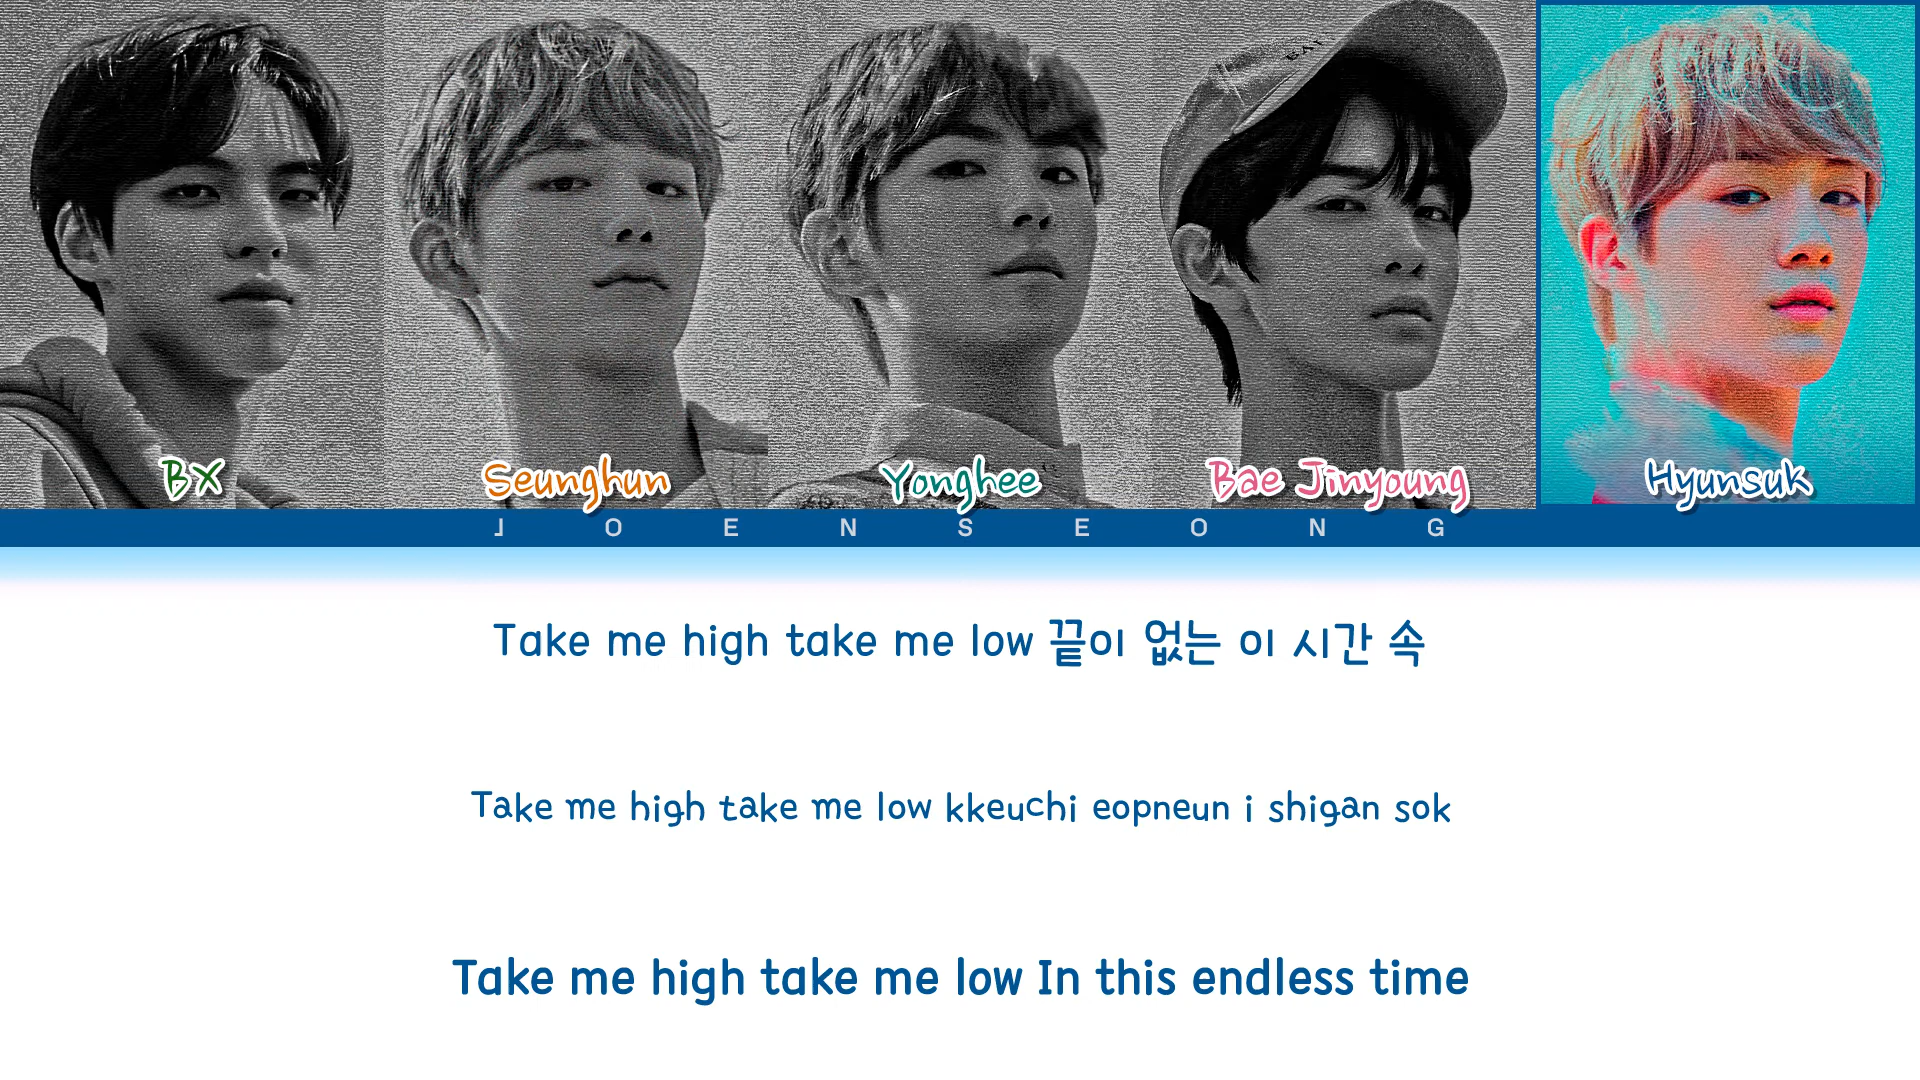 BX Seunghun Yonghee Bae Jinyoung Hyunsuk
J O E N S E O N G
Take me high take me low 끝이 없는 이 시간 속
Take me high take me low kkeuchi eopneun i shigan sok
Take me high take me low In this endless time